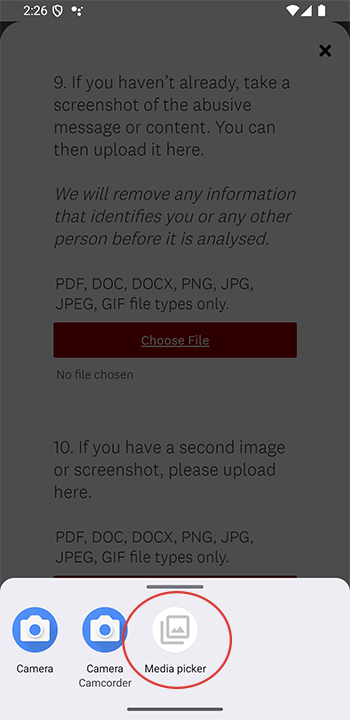 2:26
9. If you haven’t already, take a
screenshot of the abusive
message or content. You can
then upload it here.
We will remove any information
that identifies you or any other
person before it is analysed.
PDF, DOC, DOCX, PNG, JPG,
JPEG, GIF file types only.
Choose File
No file chosen
10. If you have a second image
or screenshot, please upload
here.
PDF, DOC, DOCX, PNG, JPG,
JPEG, GIF file types only.
Camera
Camera
Camcorder
Media picker